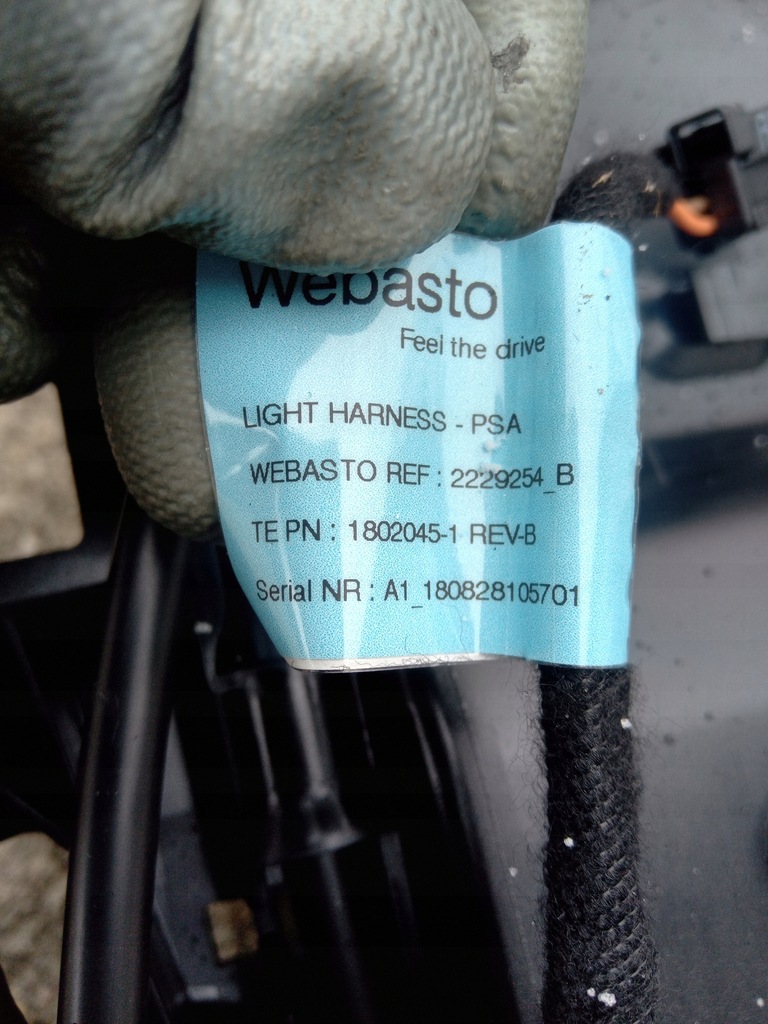 Webasto
Feel the drive
LIGHT HARNESS - PSA
WEBASTO REF : 2229254_B
TE PN : 1802045-1 REV-B
Serial NR : A1_180828105701